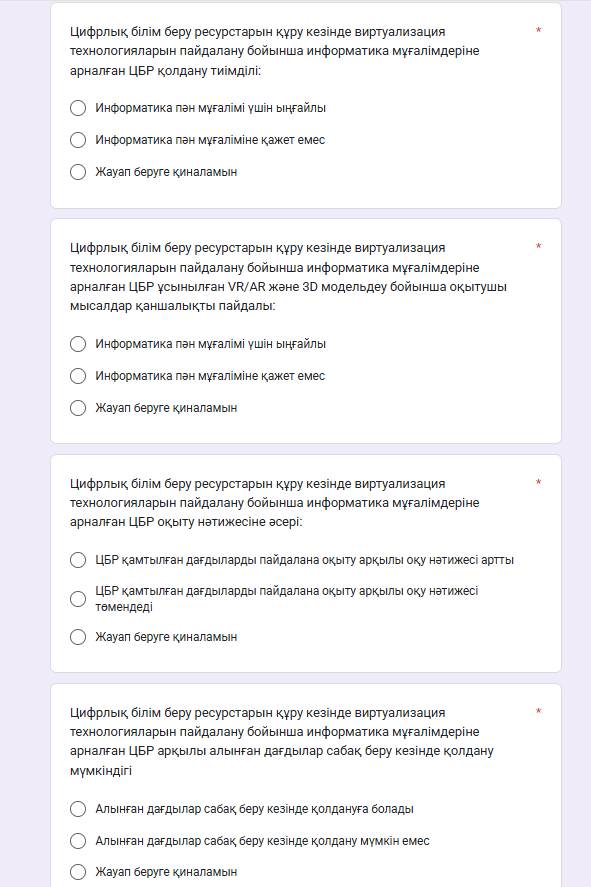 Цифрлық білім беру ресурстарын құру кезінде виртуализация *
технологияларын пайдалану бойынша информатика мұғалімдеріне
арналған ЦБР қолдану тиімділі:
Информатика пән мұғалімі үшін ыңғайлы
Информатика пән мұғаліміне қажет емес
Жауап беруге қиналамын
Цифрлық білім беру ресурстарын құру кезінде виртуализация *
технологияларын пайдалану бойынша информатика мұғалімдеріне
арналған ЦБР ұсынылған VR/AR және 3D модельдеу бойынша оқытушы
мысалдар қаншалықты пайдалы:
Информатика пән мұғалімі үшін ыңғайлы
Информатика пән мұғаліміне қажет емес
Жауап беруге қиналамын
Цифрлық білім беру ресурстарын құру кезінде виртуализация *
технологияларын пайдалану бойынша информатика мұғалімдеріне
арналған ЦБР оқыту нәтижесіне әсері:
ЦБР қамтылған дағдыларды пайдалана оқыту арқылы оқу нәтижесі артты
ЦБР қамтылған дағдыларды пайдалана оқыту арқылы оқу нәтижесі
төмендеді
Жауап беруге қиналамын
Цифрлық білім беру ресурстарын құру кезінде виртуализация *
технологияларын пайдалану бойынша информатика мұғалімдеріне
арналған ЦБР арқылы алынған дағдылар сабақ беру кезінде қолдану
мүмкіндігі
Алынған дағдылар сабақ беру кезінде қолдануға болады
Алынған дағдылар сабақ беру кезінде қолдану мүмкін емес
Жауап беруге қиналамын